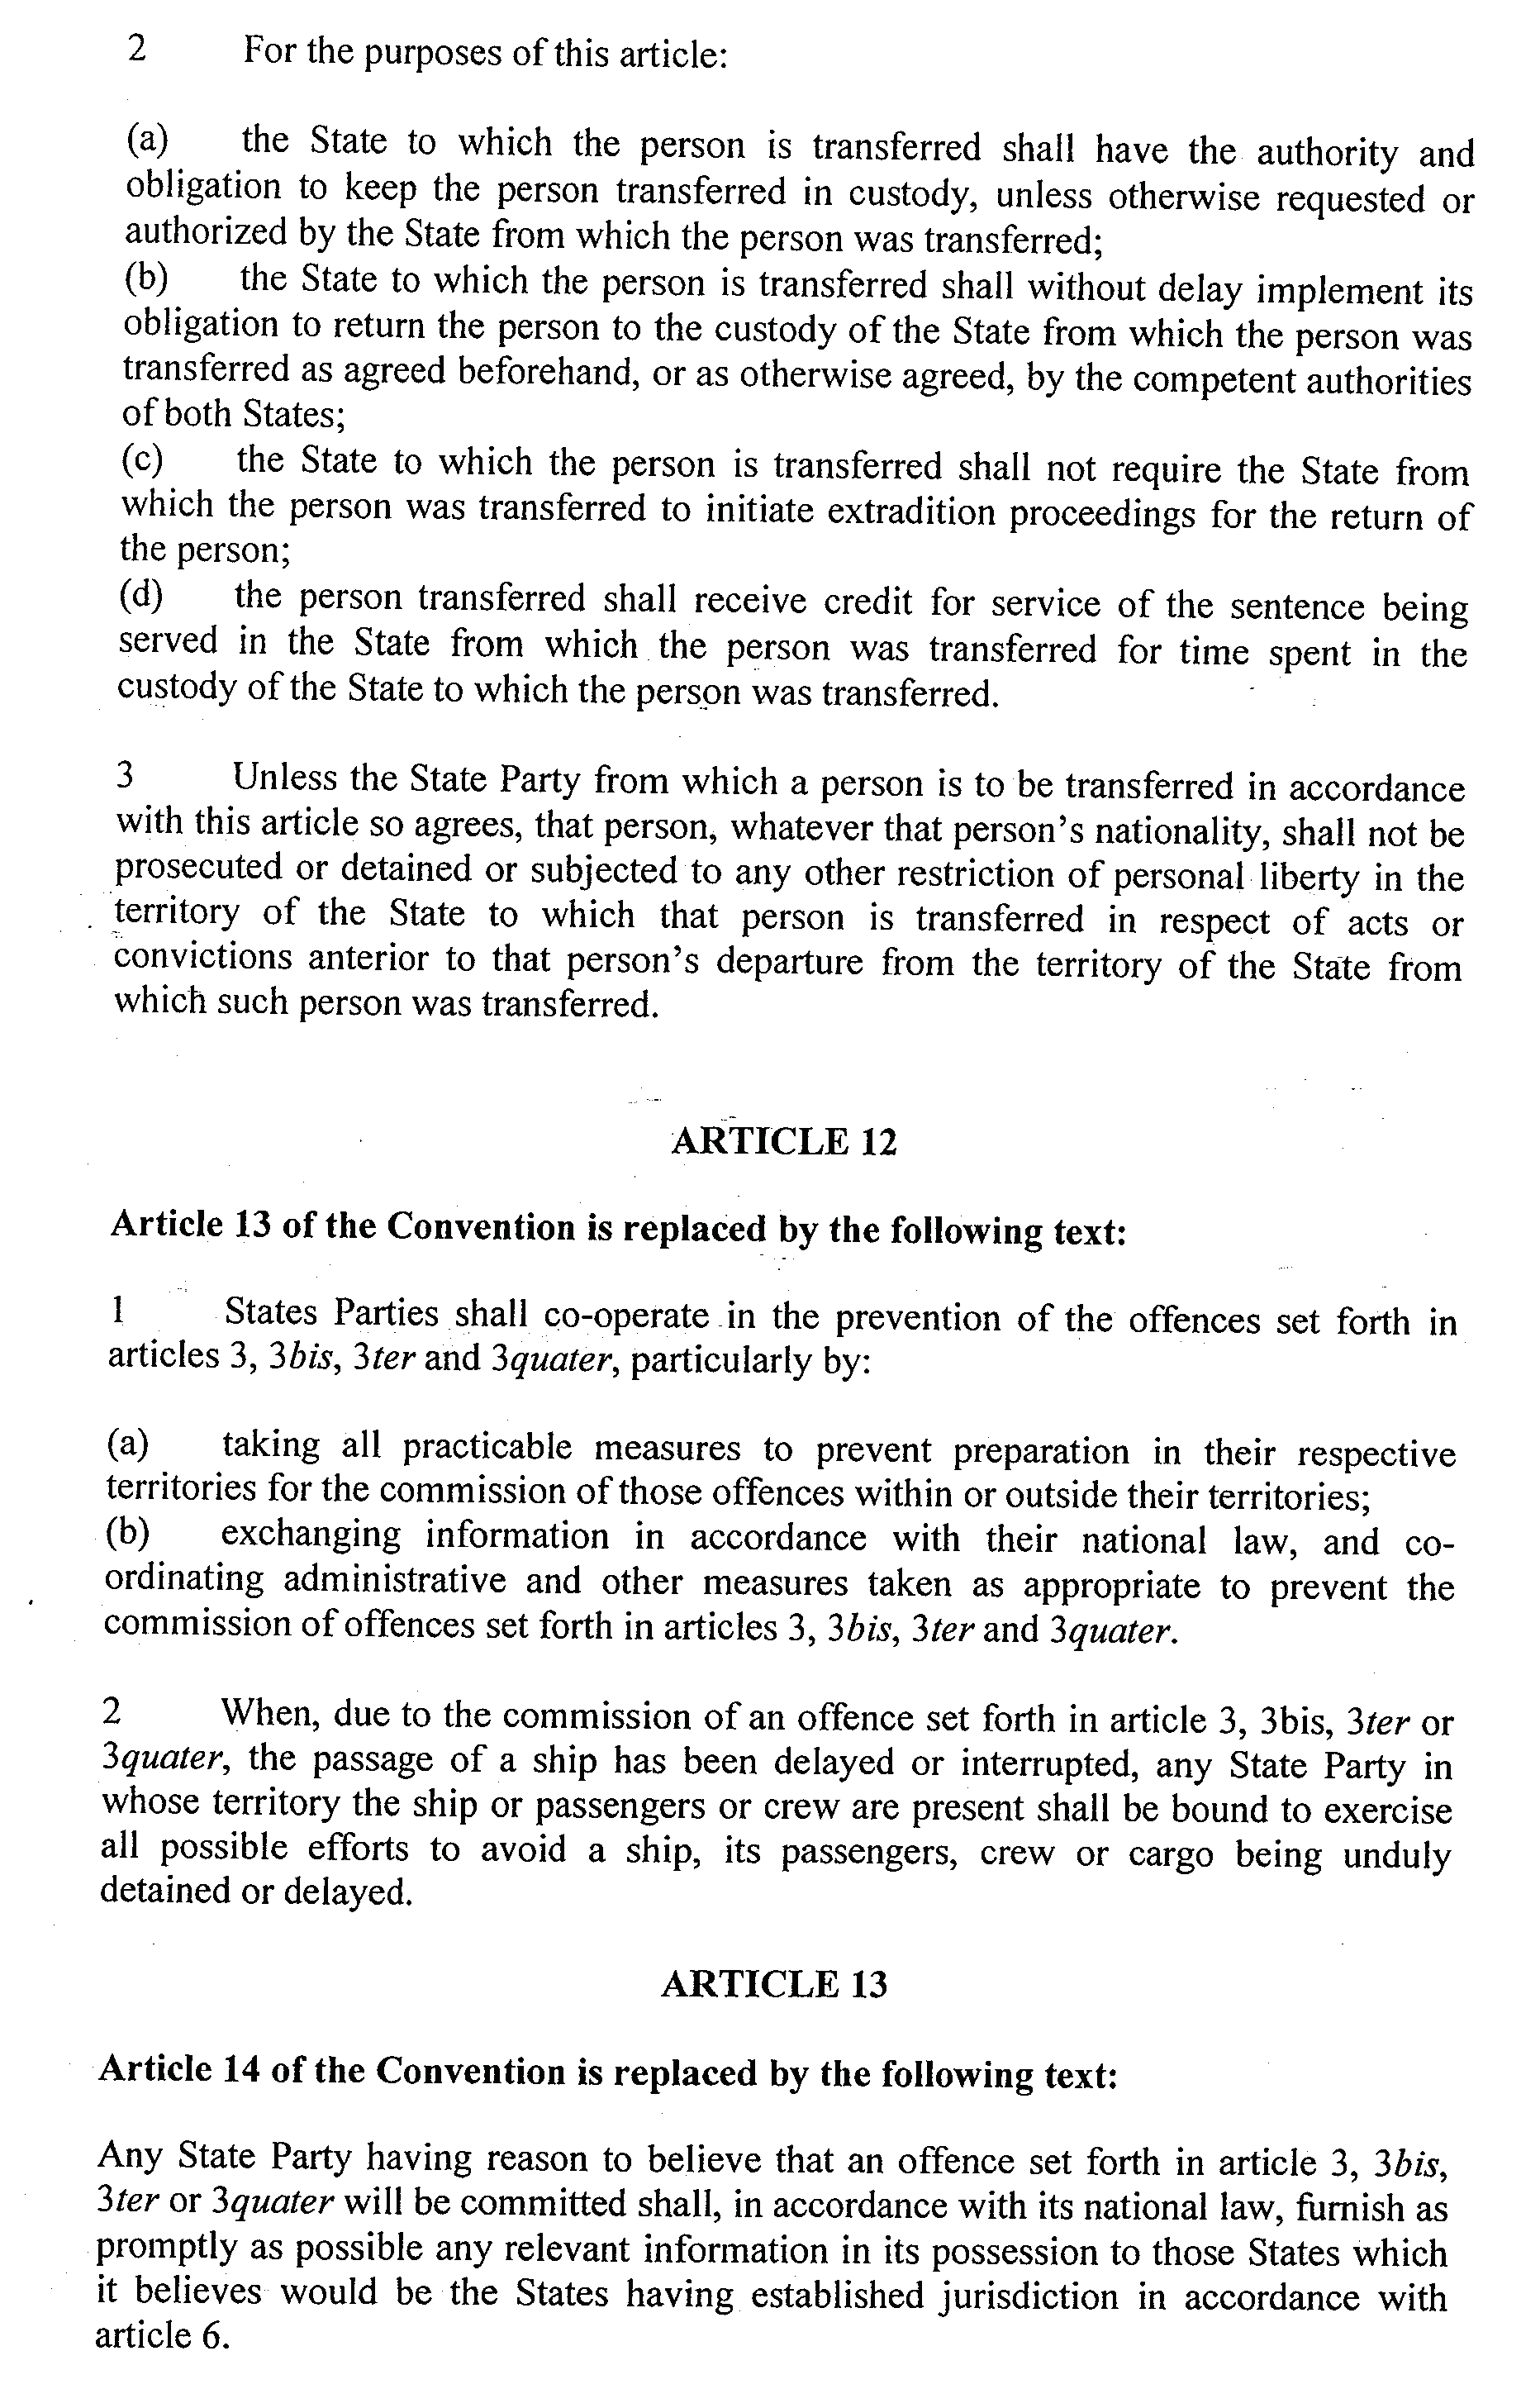 2 For the purposes of this article:
(a) the State to which the person is transferred shall have the authority and
obligation to keep the person transferred in custody, unless otherwise requested or
authorized by the State from which the person was transferred;
(b) the State to which the person is transferred shall without delay implement its
obligation to return the person to the custody of the State from which the person was
transferred as agreed beforehand, or as otherwise agreed, by the competent authorities
of both States;
(c) the State to which the person is transferred shall not require the State from
which the person was transferred to initiate extradition proceedings for the return of
the person;
(d) the person transferred shall receive credit for service of the sentence being
served in the State from which the person was transferred for time spent in the
custody of the State to which the person was transferred.
3 Unless the State Party from which a person is to be transferred in accordance
with this article so agrees, that person, whatever that person's nationality, shall not be
prosecuted or detained or subjected to any other restriction of personal liberty in the
territory of the State to which that person is transferred in respect of acts or
convictions anterior to that person's departure from the territory of the State from
which such person was transferred.
ARTICLE 12
Article 13 of the Convention is replaced by the following text:
1 States Parties shall co-operate in the prevention of the offences set forth in
articles 3, 3bis, 3ter and 3quater, particularly by:
(a) taking all practicable measures to prevent preparation in their respective
territories for the commission of those offences within or outside their territories;
(b) exchanging information in accordance with their national law, and co-
ordinating administrative and other measures taken as appropriate to prevent the
commission of offences set forth in articles 3, 3bis, 3ter and 3quater.
2 When, due to the commission of an offence set forth in article 3, 3bis, 3ter or
3quater, the passage of a ship has been delayed or interrupted, any State Party in
whose territory the ship or passengers or crew are present shall be bound to exercise
all possible efforts to avoid a ship, its passengers, crew or cargo being unduly
detained or delayed.
ARTICLE 13
Article 14 of the Convention is replaced by the following text:
Any State Party having reason to believe that an offence set forth in article 3, 3bis,
3ter or 3quater will be committed shall, in accordance with its national law, furnish as
promptly as possible any relevant information in its possession to those States which
it believes would be the States having established jurisdiction in accordance with
article 6.